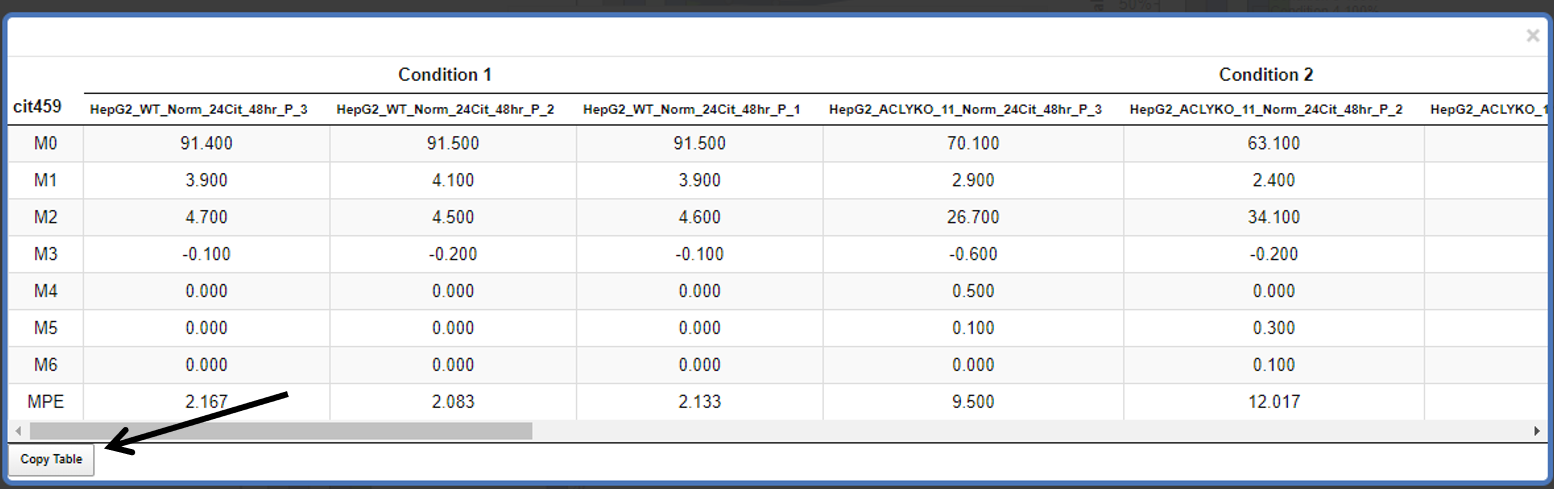 50%
Condition 4 100%
×
Condition 1 Condition 2
cit459 HepG2_WT_Norm_24Cit_48hr_P_3 HepG2_WT_Norm_24Cit_48hr_P_2 HepG2_WT_Norm_24Cit_48hr_P_1 HepG2_ACLYKO_11_Norm_24Cit_48hr_P_3 HepG2_ACLYKO_11_Norm_24Cit_48hr_P_2 HepG2_ACLYKO_1
M0 91.400 91.500 91.500 70.100 63.100
M1 3.900 4.100 3.900 2.900 2.400
M2 4.700 4.500 4.600 26.700 34.100
M3 -0.100 -0.200 -0.100 -0.600 -0.200
M4 0.000 0.000 0.000 0.500 0.000
M5 0.000 0.000 0.000 0.100 0.300
M6 0.000 0.000 0.000 0.000 0.100
MPE 2.167 2.083 2.133 9.500 12.017
Copy Table